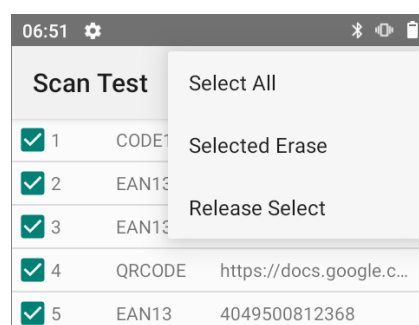 06:51
Scan Test
Select All
Selected Erase
Release Select
1 CODE1
2 EAN13
3 EAN13
4 QRCODE https://docs.google.c...
5 EAN13 4049500812368